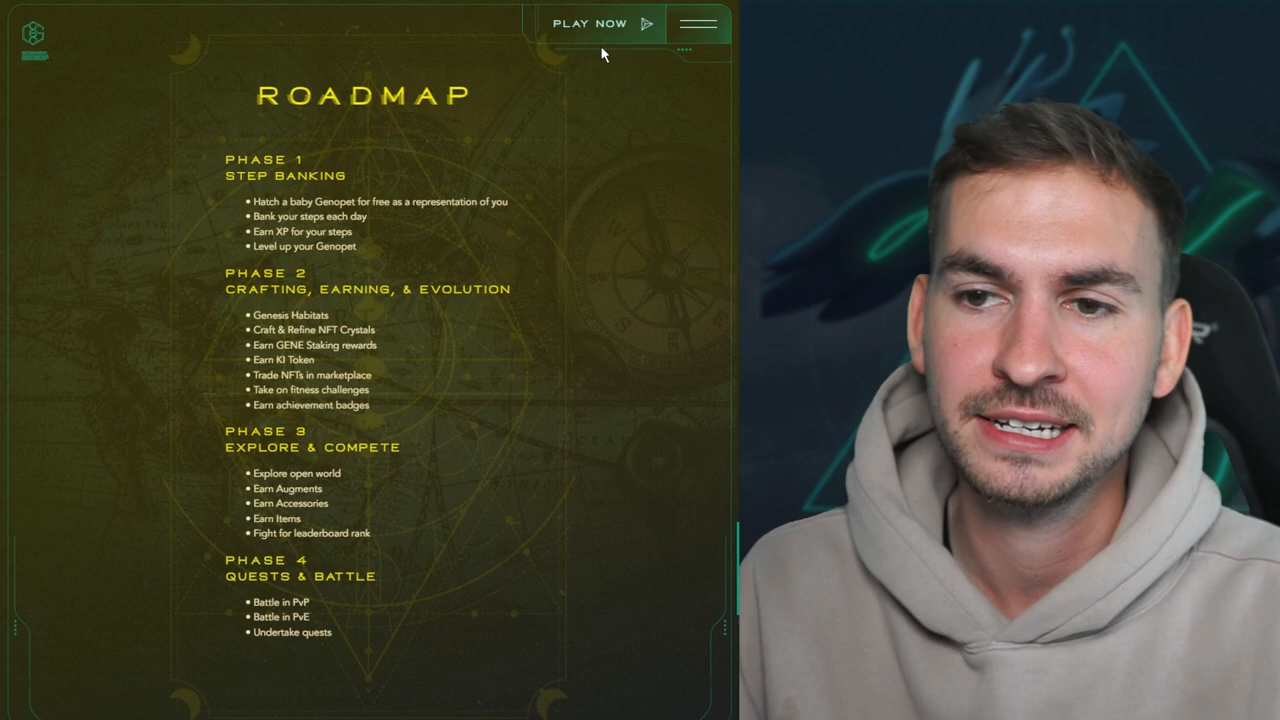 PLAY NOW
ROADMAP
PHASE 1
STEP BANKING
• Hatch a baby Genopet for free as a representation of you
• Bank your steps each day
• Earn XP for your steps
• Level up your Genopet
PHASE 2
CRAFTING, EARNING, & EVOLUTION
• Genesis Habitats
• Craft & Refine NFT Crystals
• Earn GENE Staking rewards
• Earn KI Token
• Trade NFTs in marketplace
• Take on fitness challenges
• Earn achievement badges
PHASE 3
EXPLORE & COMPETE
• Explore open world
• Earn Augments
• Earn Accessories
• Earn Items
• Fight for leaderboard rank
PHASE 4
QUESTS & BATTLE
• Battle in PvP
• Battle in PvE
• Undertake quests